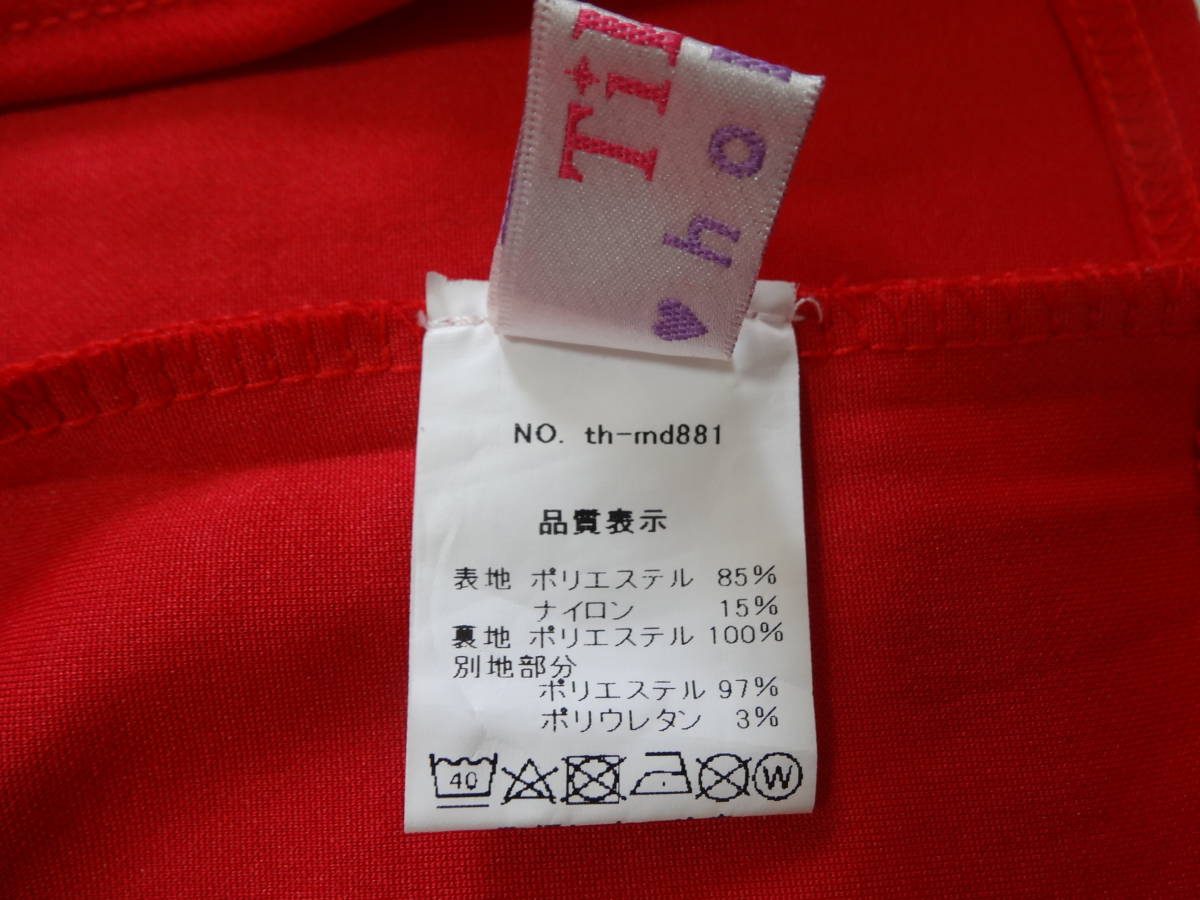 Til
ho
NO. th-md881
品質表示
表地 ポリエステル 85%
ナイロン 15%
裏地 ポリエステル 100%
別地部分
ポリエステル 97%
ポリウレタン 3%
40
W